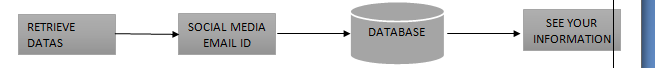 RETRIEVE
DATAS
SOCIAL MEDIA
EMAIL ID
DATABASE
SEE YOUR
INFORMATION